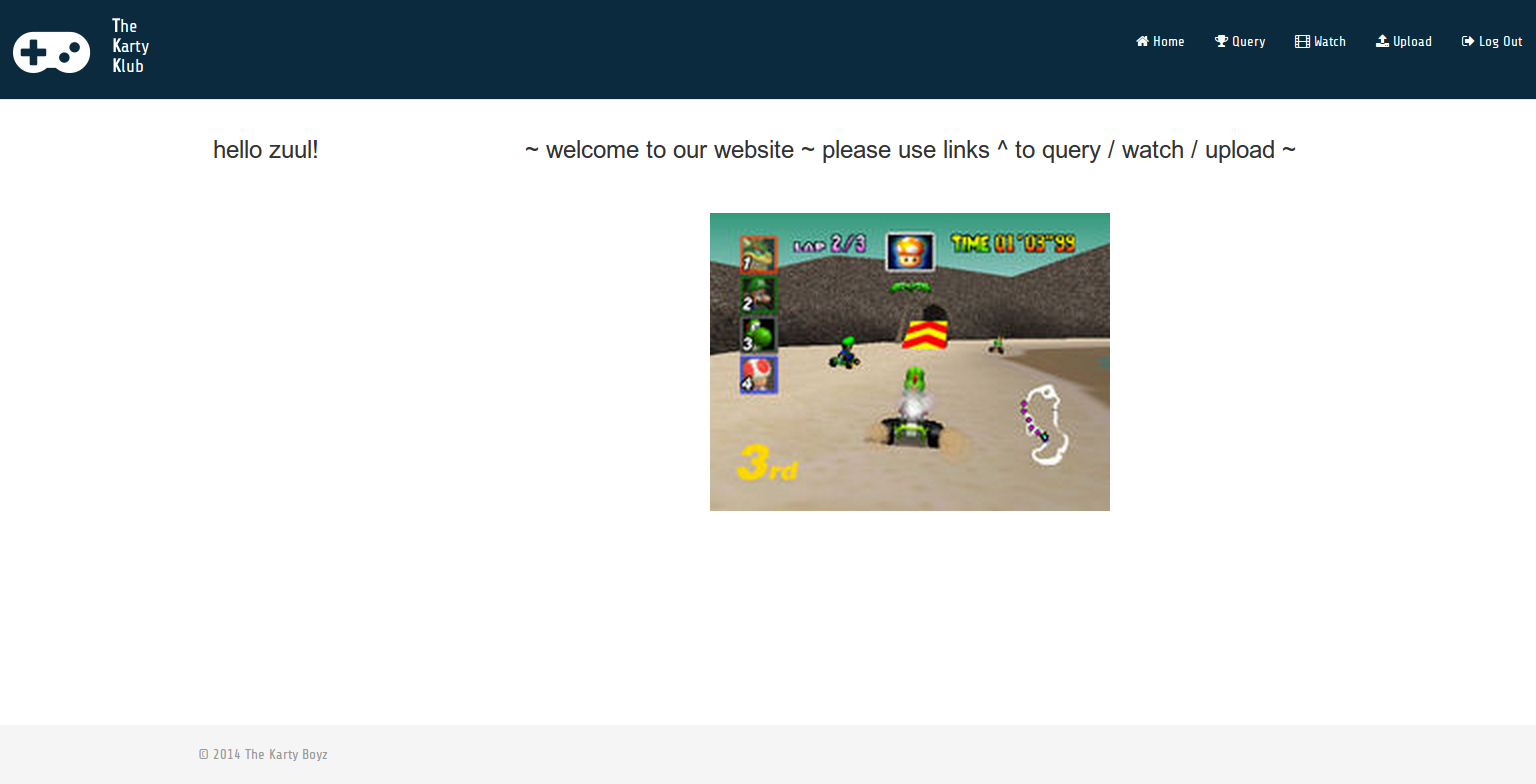 The
Karty
Klub
Home Query Watch Upload Log Out
hello zuul!
~ welcome to our website ~ please use links ^ to query / watch / upload ~
LAP 2/3
TIME 01'03"99
1
2
3
4
3rd
© 2014 The Karty Boyz